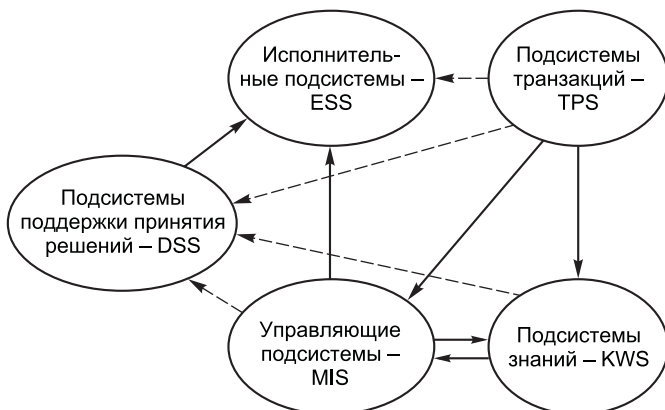 Исполнитель-
ные подсистемы –
ESS
Подсистемы
транзакций –
TPS
Подсистемы
поддержки принятия
решений – DSS
Управляющие
подсистемы –
MIS
Подсистемы
знаний – KWS